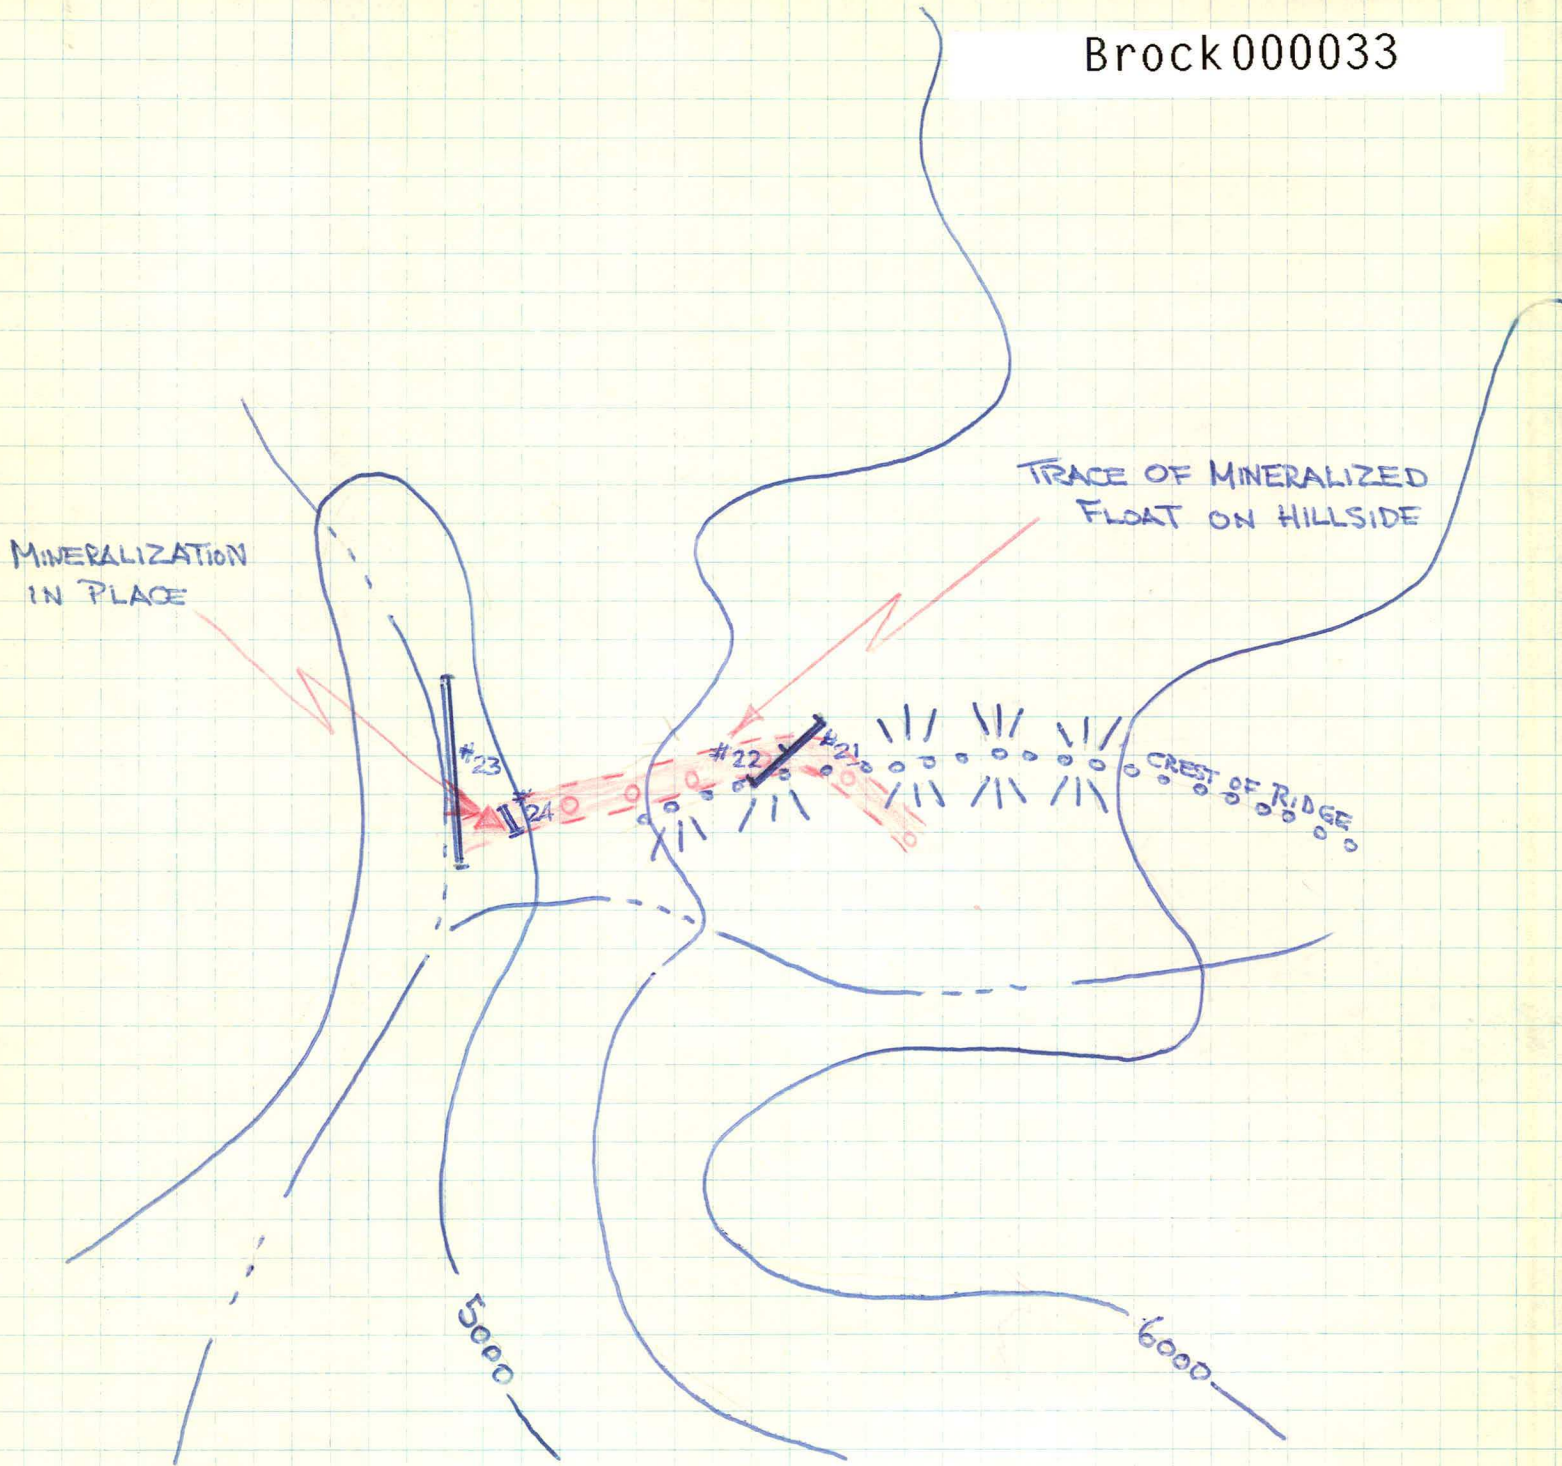 Brock000033
TRACE OF MINERALIZED
FLOAT ON HILLSIDE
MINERALIZATION
IN PLACE
#23
#24
#22
#21
CREST OF RIDGE
5000
6000